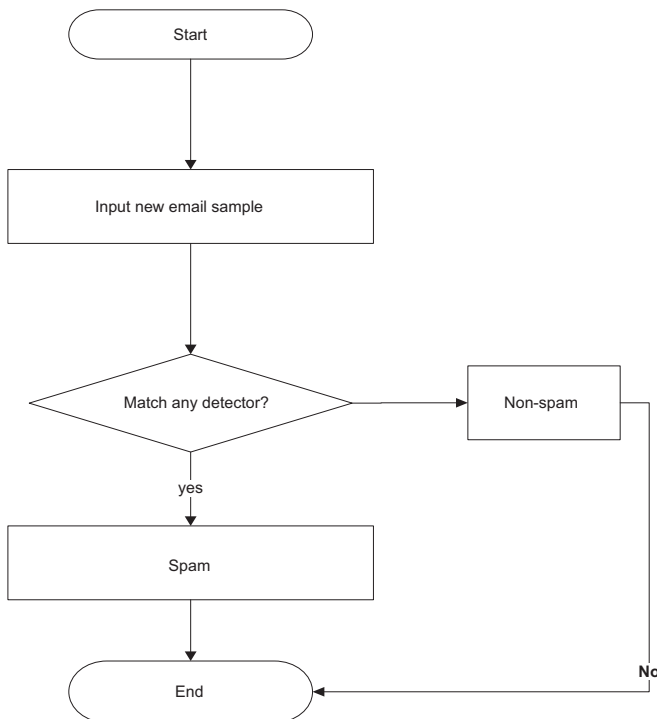 Start
Input new email sample
Match any detector?
Non-spam
yes
Spam
No
End